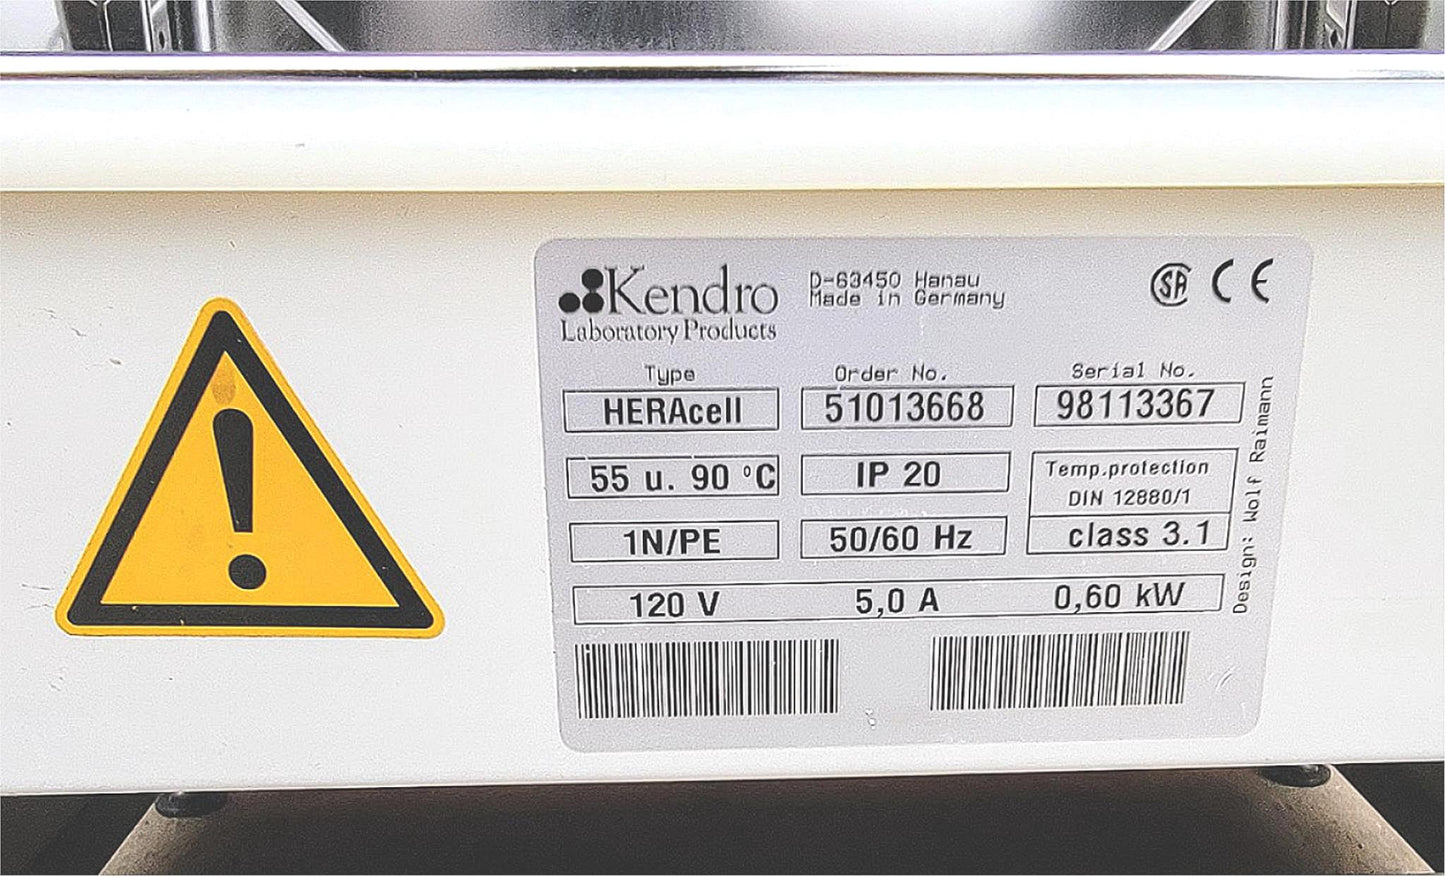 Kendro
Laboratory Products
D-63450 Hanau
Made in Germany
SA CE
Type Order No. Serial No.
HERAcell 51013668 98113367
55 u. 90 °C IP 20 Temp.protection
DIN 12880/1
1N/PE 50/60 Hz class 3.1
120 V 5,0 A 0,60 kW
Design: Wolf Raimann
!